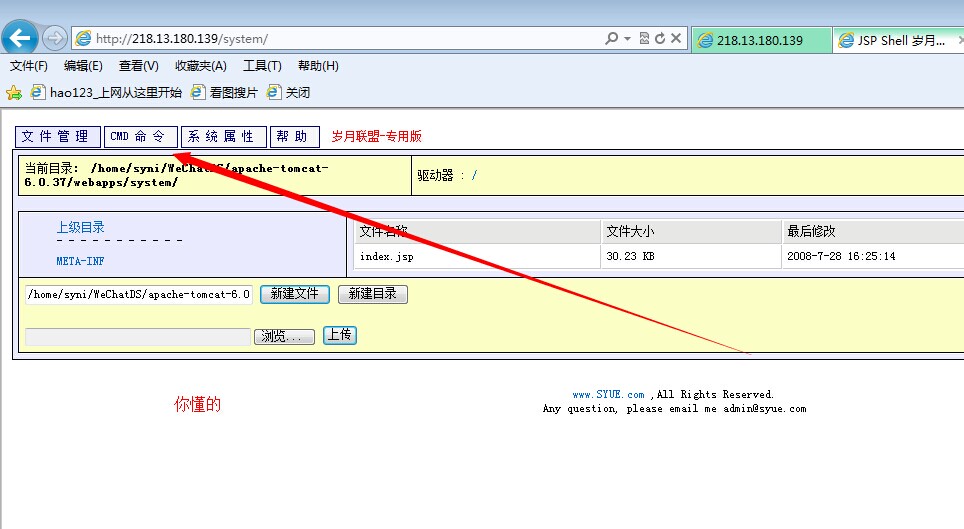 http://218.13.180.139/system/
218.13.180.139
JSP Shell 岁月...
文件(F) 编辑(E) 查看(V) 收藏夹(A) 工具(T) 帮助(H)
hao123_上网从这里开始 看图搜片 关闭
文 件 管 理 CMD 命 令 系 统 属 性 帮 助 岁月联盟-专用版
当前目录: /home/syni/WeChatDS/apache-tomcat-
6.0.37/webapps/system/
驱动器 : /
上级目录
- - - - - - - - - - -
META-INF
文件名称 文件大小 最后修改
index.jsp 30.23 KB 2008-7-28 16:25:14
/home/syni/WeChatDS/apache-tomcat-6.0 新建文件 新建目录
浏览... 上传
你懂的
www.SYUE.com ,All Rights Reserved.
Any question, please email me admin@syue.com